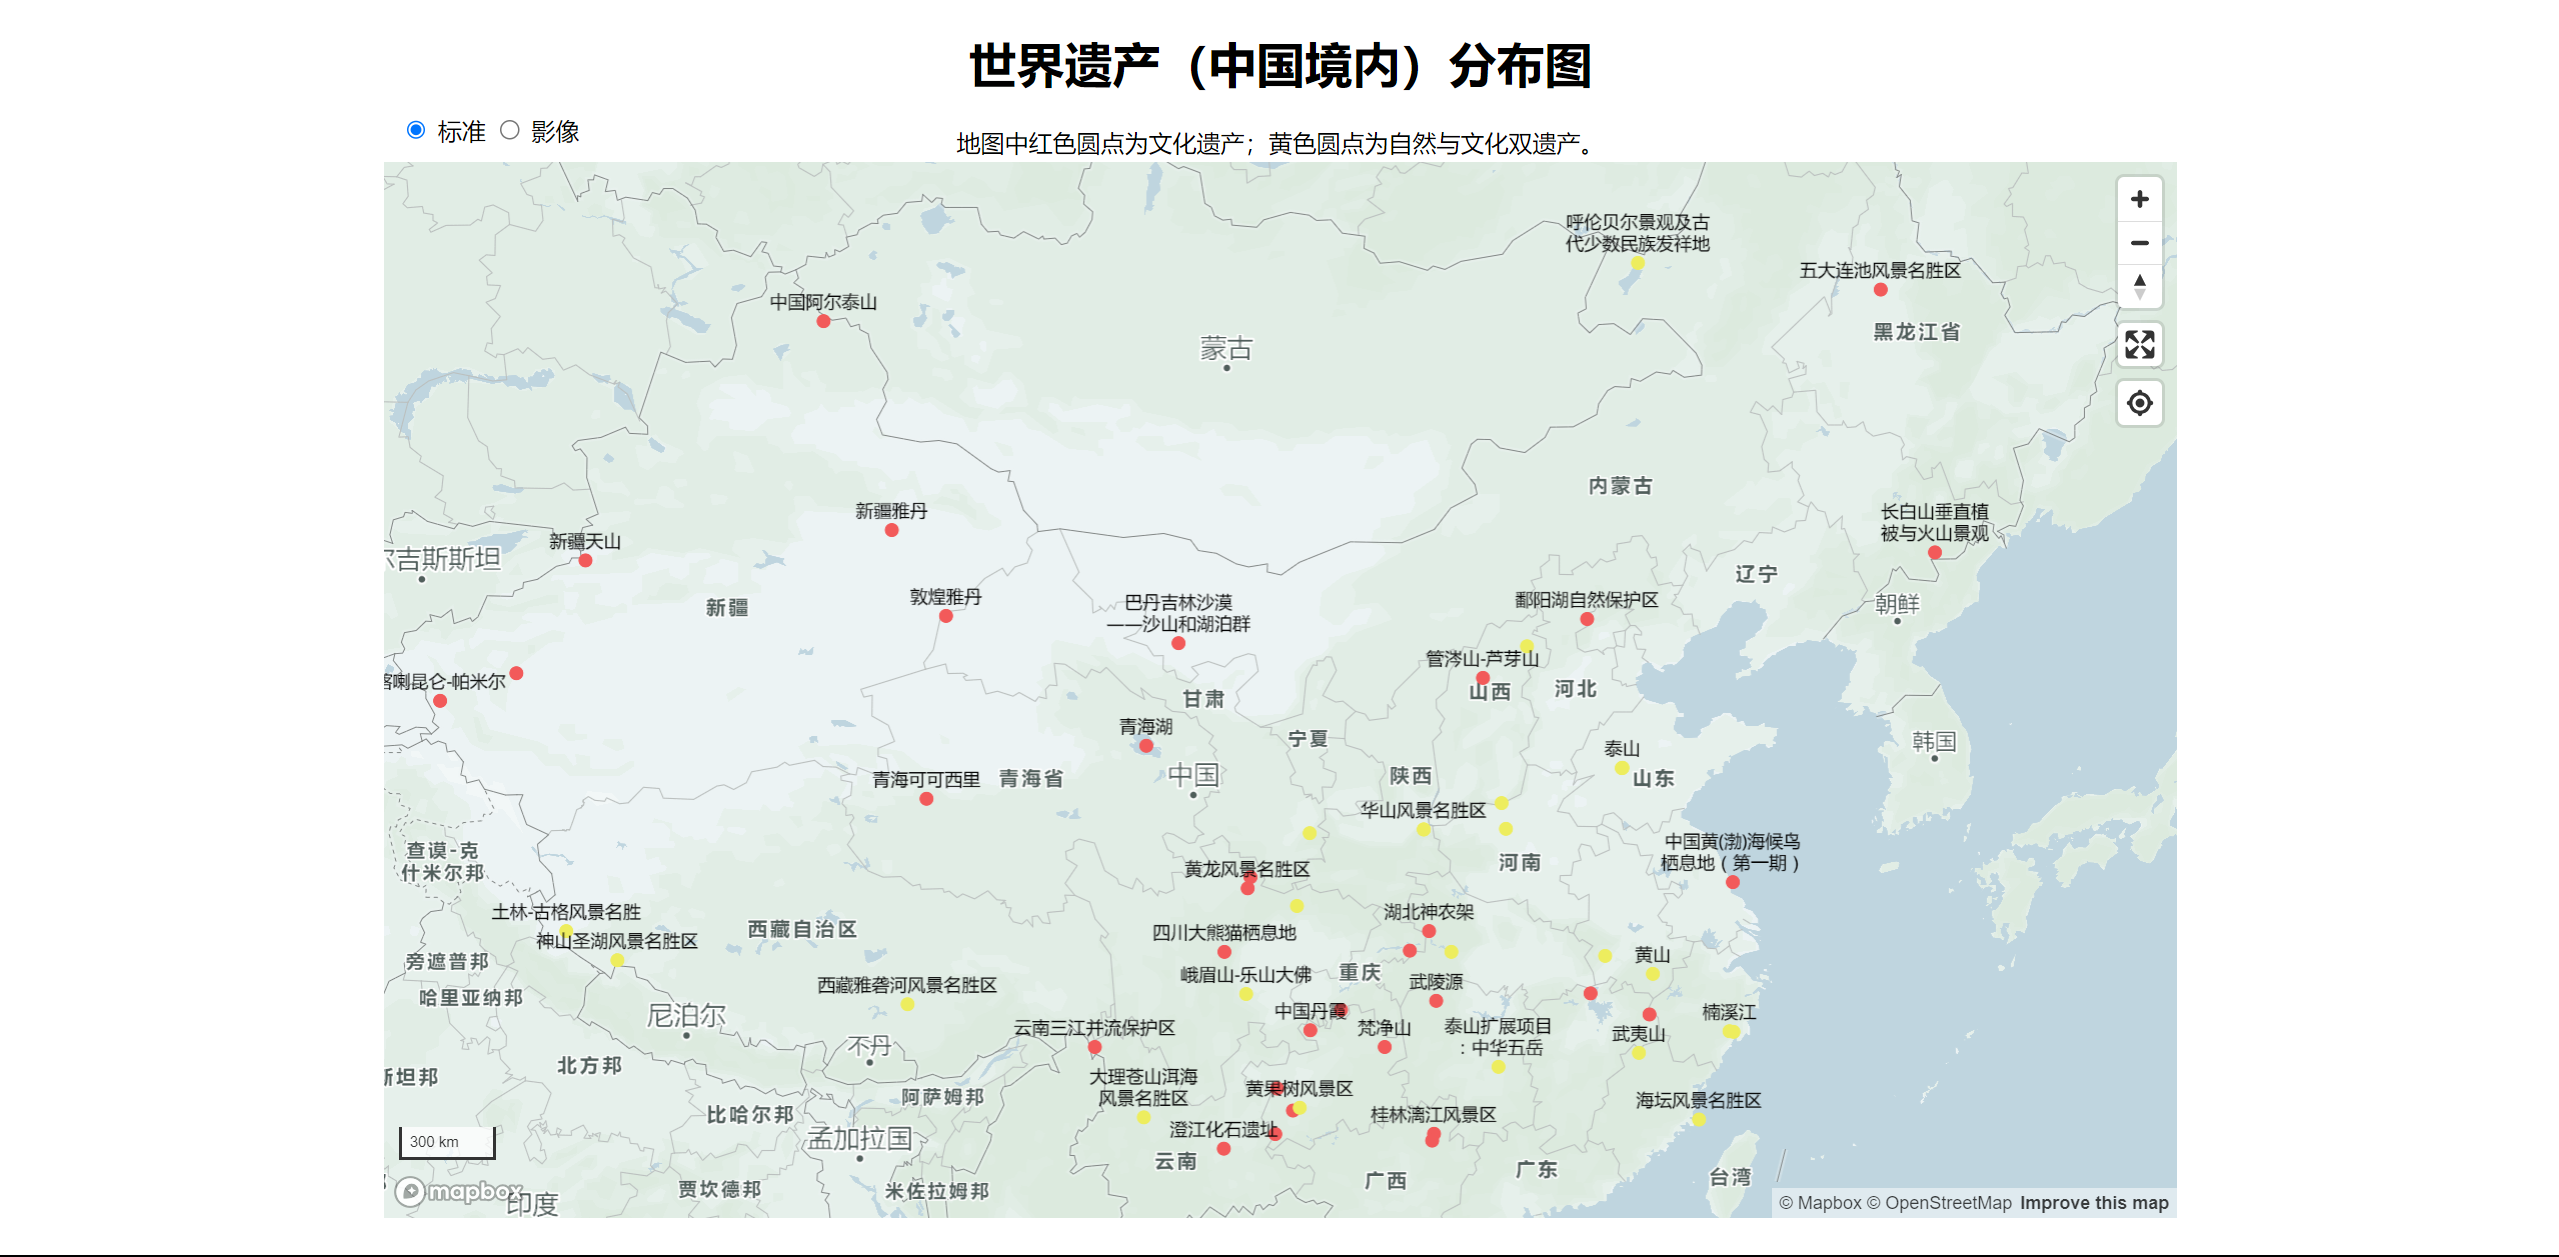 世界遗产（中国境内）分布图
标准 影像
地图中红色圆点为文化遗产；黄色圆点为自然与文化双遗产。
呼伦贝尔景观及古
代少数民族发祥地
五大连池风景名胜区
中国阿尔泰山
黑龙江省
蒙古
内蒙古
新疆雅丹
长白山垂直植
被与火山景观
新疆天山
尔吉斯斯坦
辽宁
敦煌雅丹
新疆
巴丹吉林沙漠
——沙山和湖泊群
鄱阳湖自然保护区
朝鲜
管涔山-芦芽山
喀喇昆仑-帕米尔
山西
河北
甘肃
青海湖
宁夏
韩国
泰山
青海可可西里
青海省
中国
陕西
山东
华山风景名胜区
中国黄(渤)海候鸟
栖息地（第一期）
查谟-克
什米尔邦
河南
黄龙风景名胜区
土林-古格风景名胜
湖北神农架
西藏自治区
四川大熊猫栖息地
神山圣湖风景名胜区
黄山
旁遮普邦
重庆
峨眉山-乐山大佛
武陵源
西藏雅砻河风景名胜区
哈里亚纳邦
中国丹霞
楠溪江
尼泊尔
云南三江并流保护区
梵净山
泰山扩展项目
：中华五岳
武夷山
不丹
北方邦
斯坦邦
大理苍山洱海
风景名胜区
黄果树风景区
阿萨姆邦
海坛风景名胜区
比哈尔邦
桂林漓江风景区
澄江化石遗址
孟加拉国
300 km
云南
广西
广东
台湾
贾坎德邦
米佐拉姆邦
mapbox
印度
© Mapbox © OpenStreetMap Improve this map